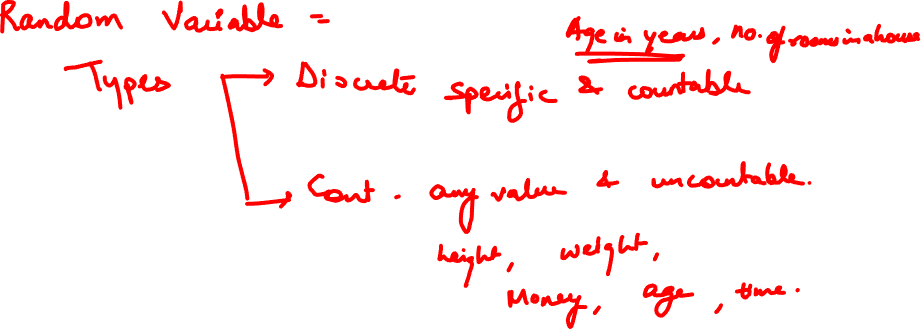 Random Variable =
Age in years, no. of rooms in a house
Types → Discrete specific & countable
→ Cont. any value & uncountable.
height, weight,
Money, age, time.